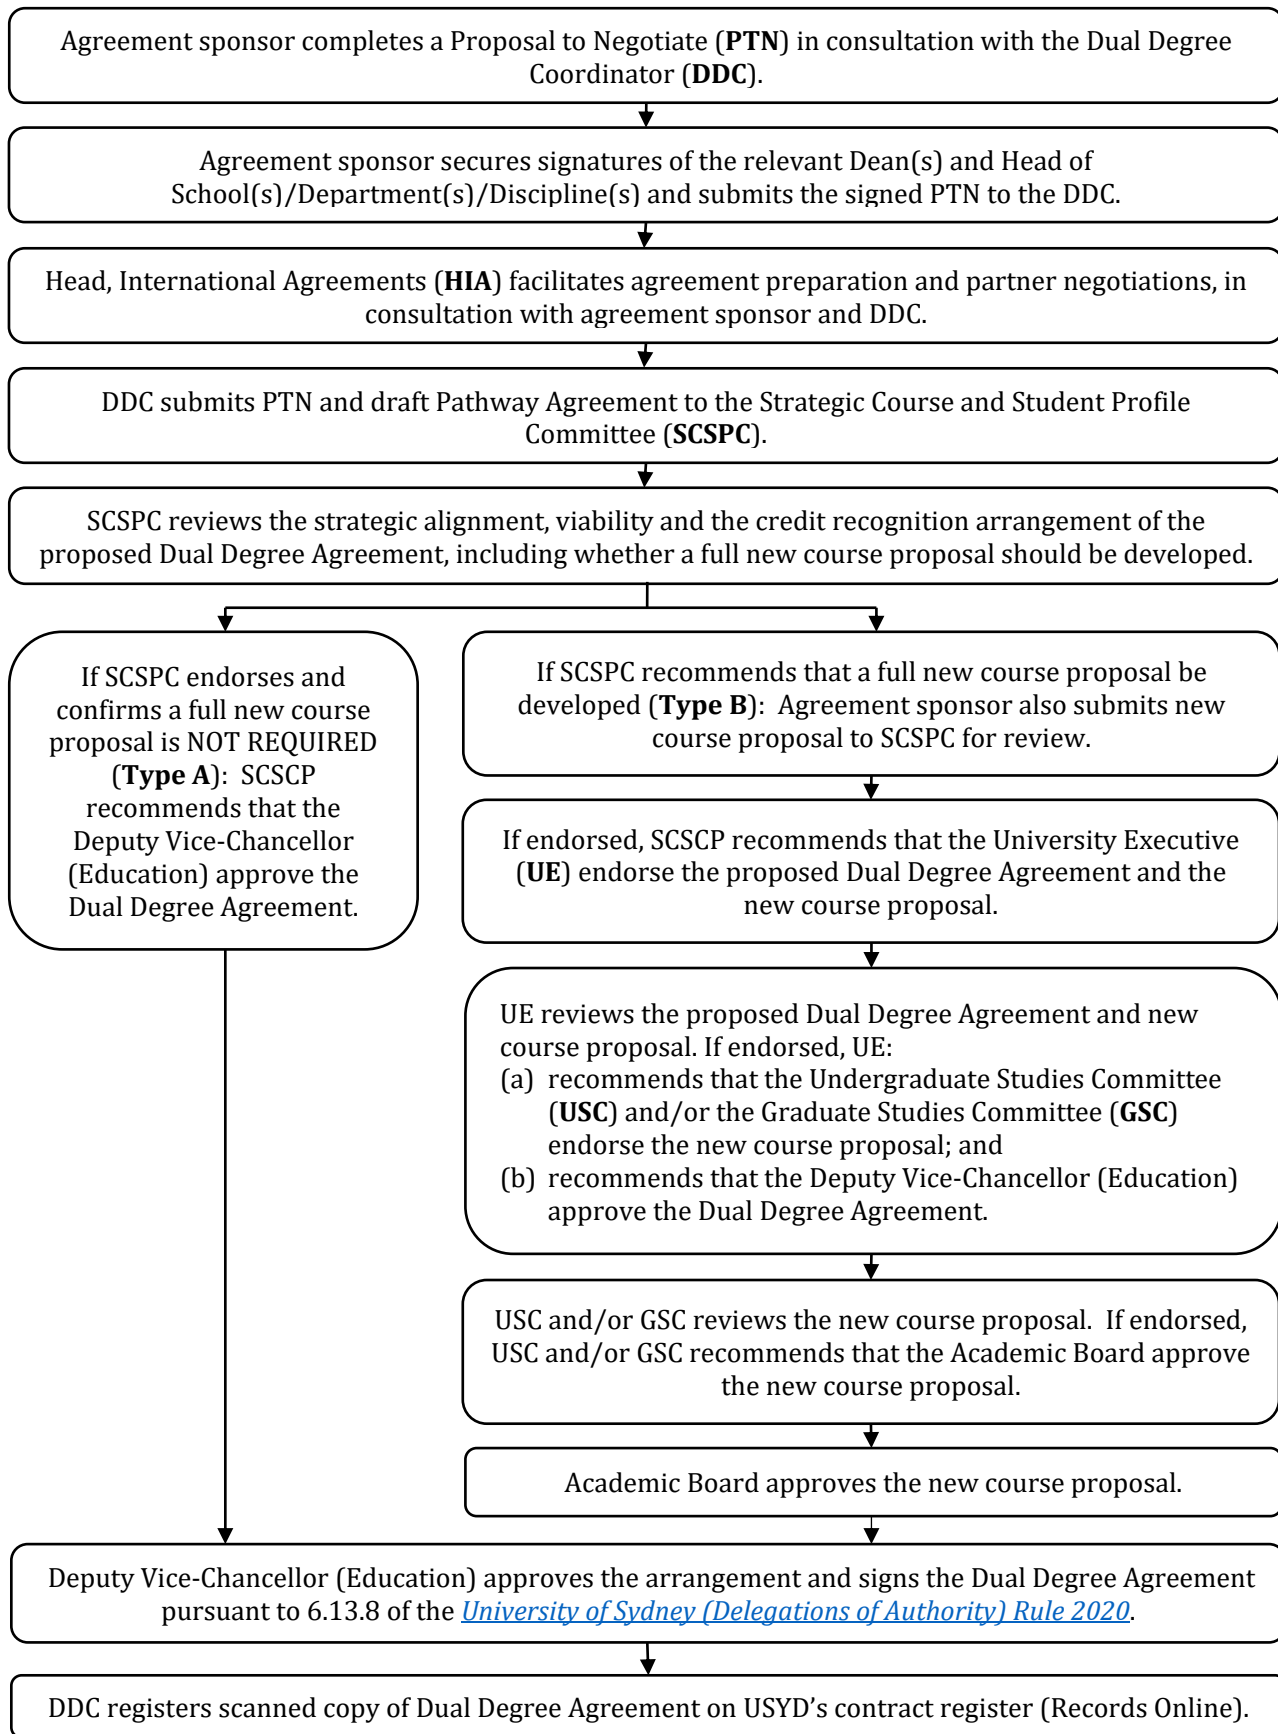 Agreement sponsor completes a Proposal to Negotiate (PTN) in consultation with the Dual Degree
Coordinator (DDC).
Agreement sponsor secures signatures of the relevant Dean(s) and Head of
School(s)/Department(s)/Discipline(s) and submits the signed PTN to the DDC.
Head, International Agreements (HIA) facilitates agreement preparation and partner negotiations, in
consultation with agreement sponsor and DDC.
DDC submits PTN and draft Pathway Agreement to the Strategic Course and Student Profile
Committee (SCSPC).
SCSPC reviews the strategic alignment, viability and the credit recognition arrangement of the
proposed Dual Degree Agreement, including whether a full new course proposal should be developed.
If SCSPC endorses and
confirms a full new course
proposal is NOT REQUIRED
(Type A): SCSCP
recommends that the
Deputy Vice-Chancellor
(Education) approve the
Dual Degree Agreement.
If SCSPC recommends that a full new course proposal be
developed (Type B): Agreement sponsor also submits new
course proposal to SCSPC for review.
If endorsed, SCSCP recommends that the University Executive
(UE) endorse the proposed Dual Degree Agreement and the
new course proposal.
UE reviews the proposed Dual Degree Agreement and new
course proposal. If endorsed, UE:
(a) recommends that the Undergraduate Studies Committee
(USC) and/or the Graduate Studies Committee (GSC)
endorse the new course proposal; and
(b) recommends that the Deputy Vice-Chancellor (Education)
approve the Dual Degree Agreement.
USC and/or GSC reviews the new course proposal. If endorsed,
USC and/or GSC recommends that the Academic Board approve
the new course proposal.
Academic Board approves the new course proposal.
Deputy Vice-Chancellor (Education) approves the arrangement and signs the Dual Degree Agreement
pursuant to 6.13.8 of the University of Sydney (Delegations of Authority) Rule 2020.
DDC registers scanned copy of Dual Degree Agreement on USYD's contract register (Records Online).